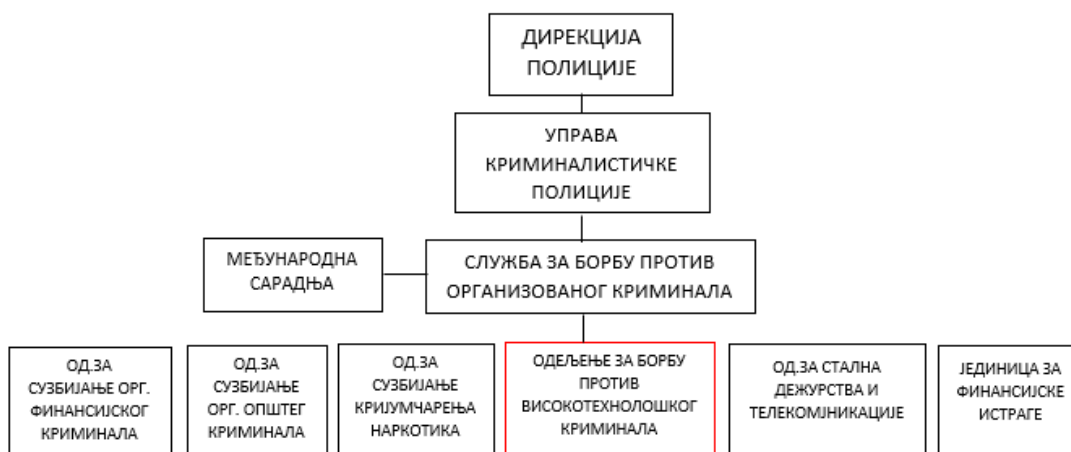 ДИРЕКЦИЈА
ПОЛИЦИЈЕ
УПРАВА
КРИМИНАЛИСТИЧКЕ
ПОЛИЦИЈЕ
МЕЂУНАРОДНА
САРАДЊА
СЛУЖБА ЗА БОРБУ ПРОТИВ
ОРГАНИЗОВАНОГ КРИМИНАЛА
ОД.ЗА
СУЗБИЈАЊЕ ОРГ.
ФИНАНСИЈСКОГ
КРИМИНАЛА
ОД.ЗА
СУЗБИЈАЊЕ
ОРГ. ОПШТЕГ
КРИМИНАЛА
ОД.ЗА
СУЗБИЈАЊЕ
КРИЈУМЧАРЕЊА
НАРКОТИКА
ОДЕЉЕЊЕ ЗА БОРБУ
ПРОТИВ
ВИСОКОТЕХНОЛОШКОГ
КРИМИНАЛА
ОД.ЗА СТАЛНА
ДЕЖУРСТВА И
ТЕЛЕКОМЈНИКАЦИЈЕ
ЈЕДИНИЦА ЗА
ФИНАНСИЈСКЕ
ИСТРАГЕ